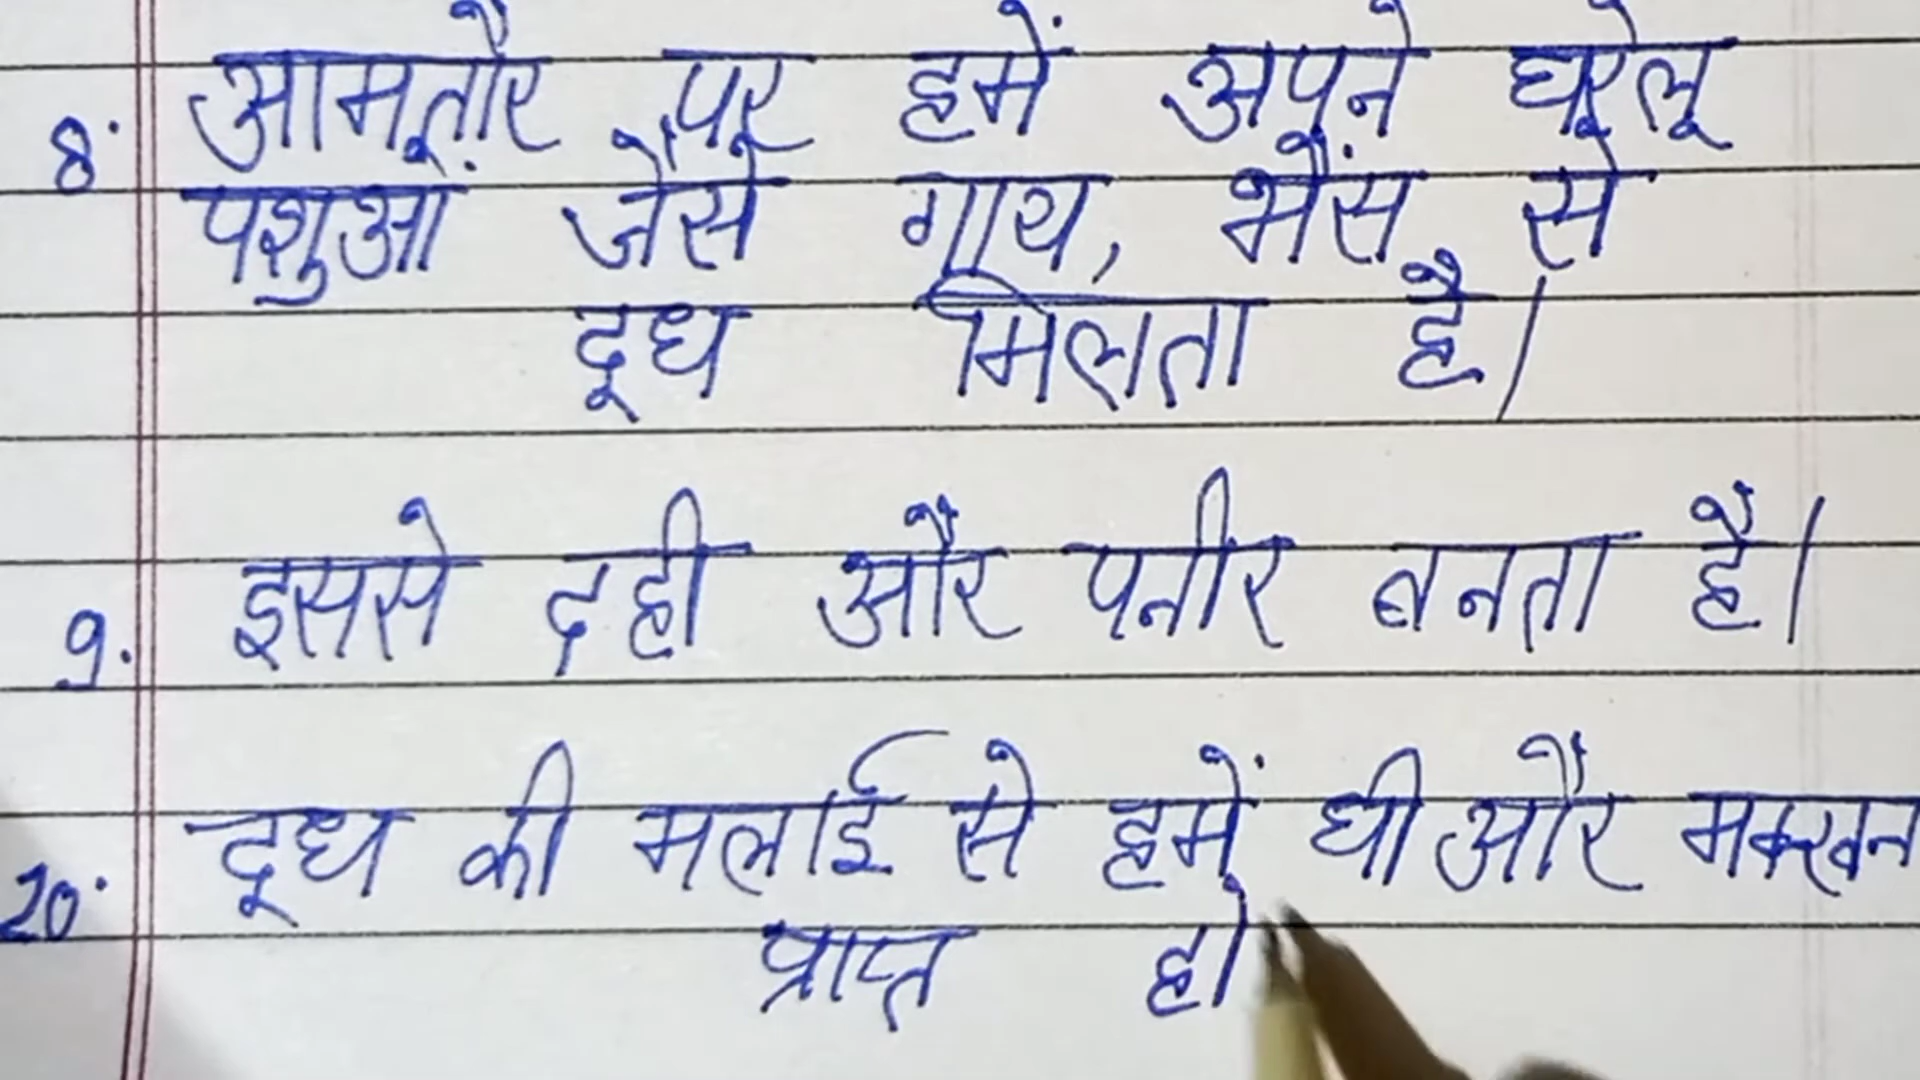 8. आमतौर पर हमें अपने घरेलू
पशुओं जैसे गाय, भैंस से
दूध मिलता है।
9. इससे दही और पनीर बनता है।
10. दूध की मलाई से हमें घी और मक्खन
प्राप्त हो